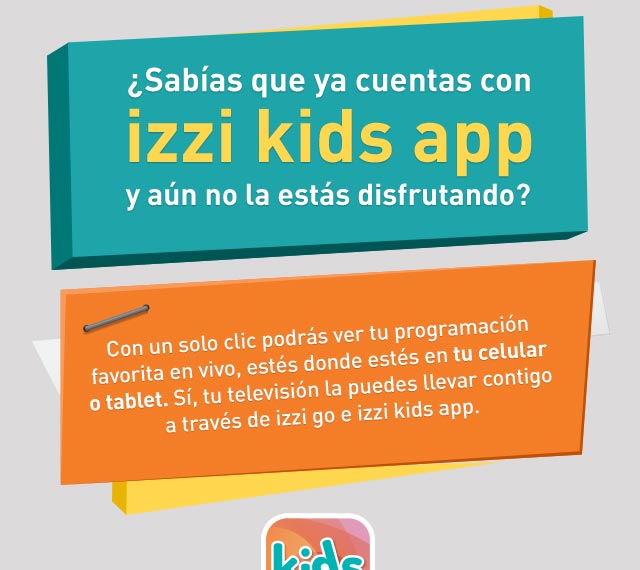 ¿Sabías que ya cuentas con
izzi kids app
y aún no la estás disfrutando?
Con un solo clic podrás ver tu programación
favorita en vivo, estés donde estés en tu celular
o tablet. Sí, tu televisión la puedes llevar contigo
a través de izzi go e izzi kids app.
kids